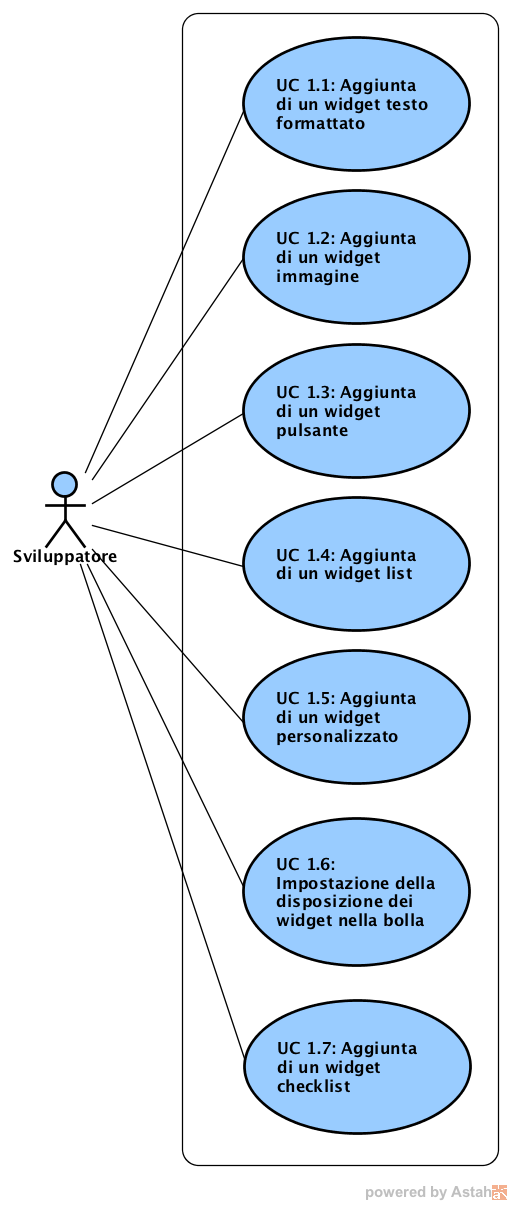 UC 1.1: Aggiunta
di un widget testo
formattato
UC 1.2: Aggiunta
di un widget
immagine
UC 1.3: Aggiunta
di un widget
pulsante
Sviluppatore
UC 1.4: Aggiunta
di un widget list
UC 1.5: Aggiunta
di un widget
personalizzato
UC 1.6:
Impostazione della
disposizione dei
widget nella bolla
UC 1.7: Aggiunta
di un widget
checklist
powered by Astah